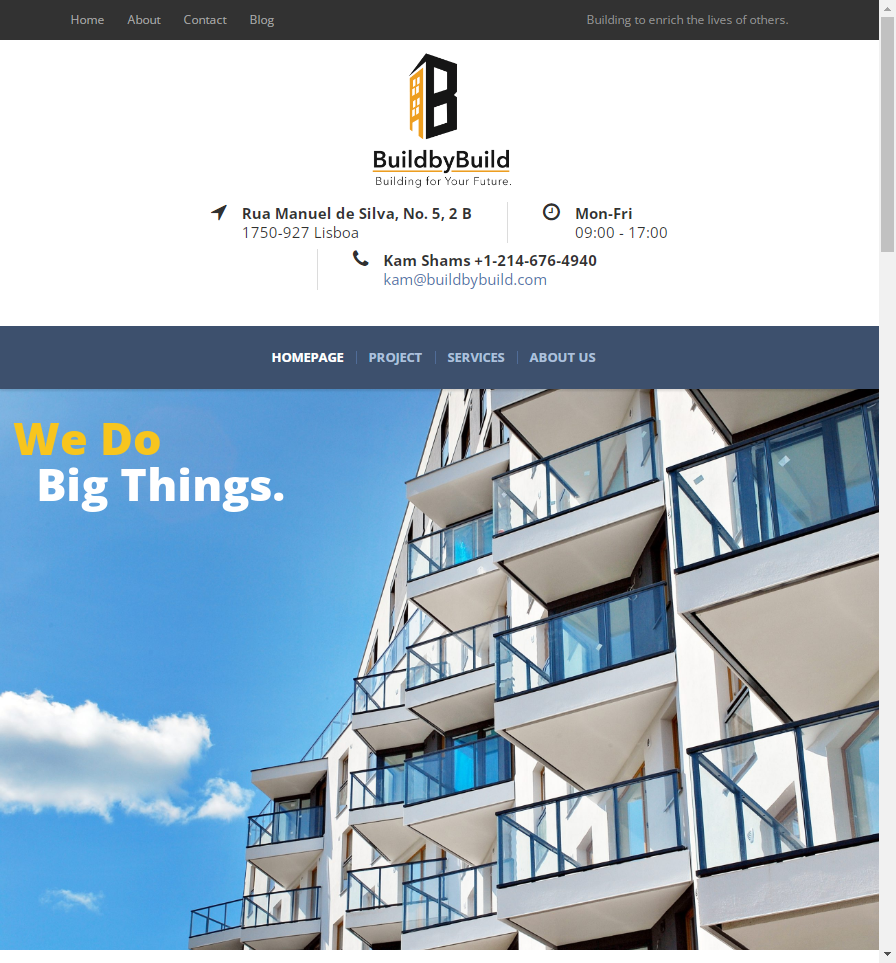 Home About Contact Blog Building to enrich the lives of others.
BuildbyBuild
Building for Your Future.
Rua Manuel de Silva, No. 5, 2 B
1750-927 Lisboa
Mon-Fri
09:00 - 17:00
Kam Shams +1-214-676-4940
kam@buildbybuild.com
HOMEPAGE PROJECT SERVICES ABOUT US
We Do
Big Things.